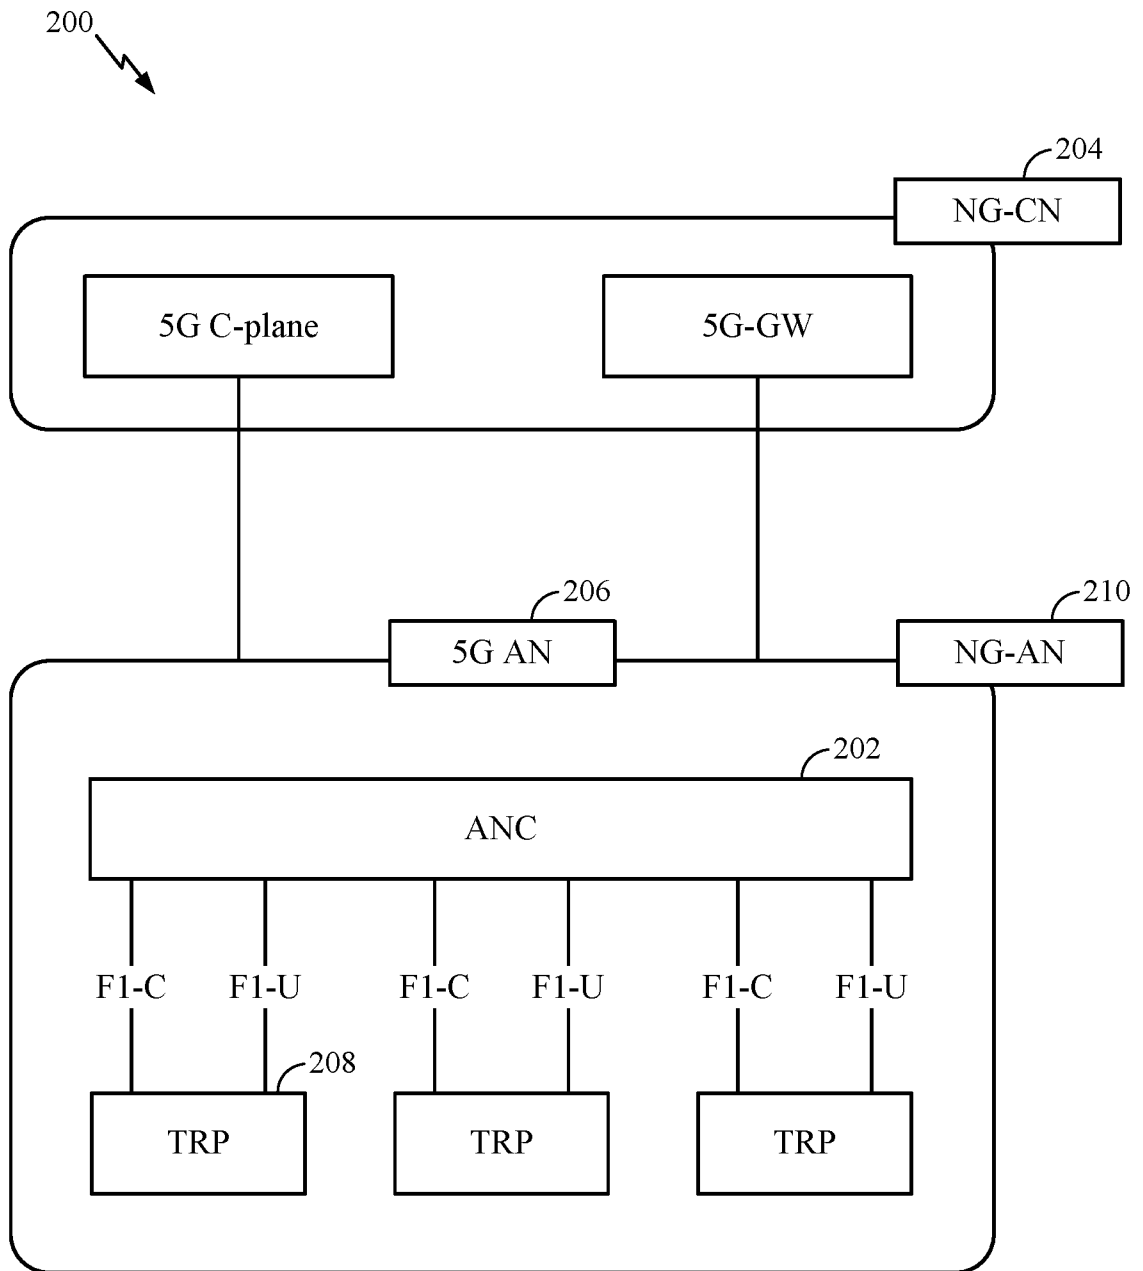 200
204
NG-CN
5G C-plane
5G-GW
206
210
5G AN
NG-AN
202
ANC
F1-C
F1-U
F1-C
F1-U
F1-C
F1-U
208
TRP
TRP
TRP